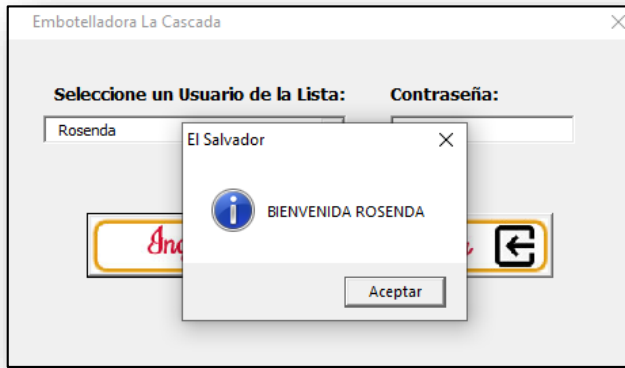 Embotelladora La Cascada
Seleccione un Usuario de la Lista: Contraseña:
Rosenda
El Salvador
BIENVENIDA ROSENDA
Aceptar